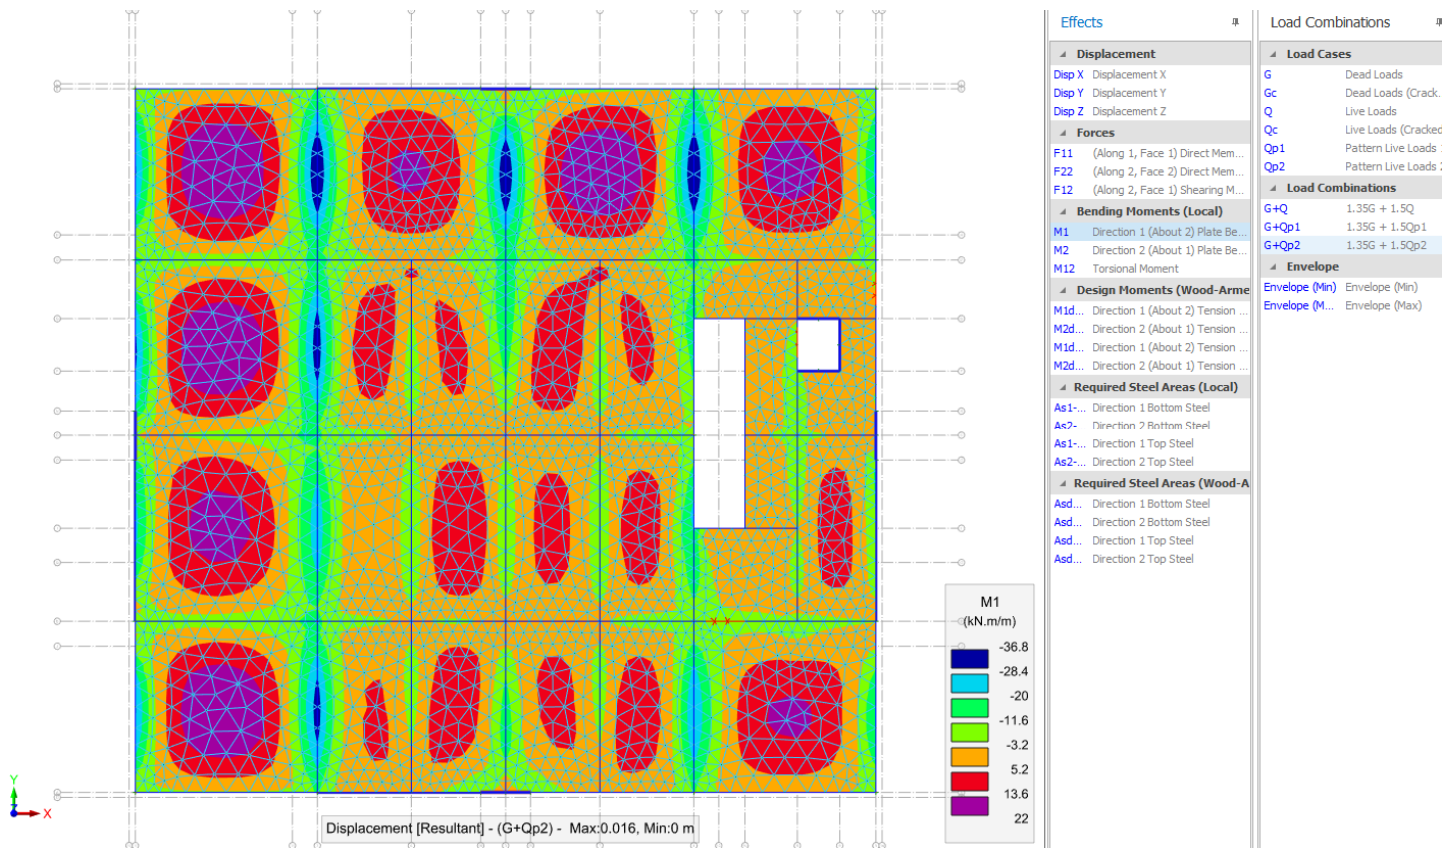 Effects
Displacement
Disp X Displacement X
Disp Y Displacement Y
Disp Z Displacement Z
Forces
F11 (Along 1, Face 1) Direct Mem...
F22 (Along 2, Face 2) Direct Mem...
F12 (Along 2, Face 1) Shearing M...
Bending Moments (Local)
M1 Direction 1 (About 2) Plate Be...
M2 Direction 2 (About 1) Plate Be...
M12 Torsional Moment
Design Moments (Wood-Arme
M1d... Direction 1 (About 2) Tension ...
M2d... Direction 2 (About 1) Tension ...
M1d... Direction 1 (About 2) Tension ...
M2d... Direction 2 (About 1) Tension ...
Required Steel Areas (Local)
As1-... Direction 1 Bottom Steel
As2- Direction 2 Bottom Steel
As1-... Direction 1 Top Steel
As2-... Direction 2 Top Steel
Required Steel Areas (Wood-A
Asd... Direction 1 Bottom Steel
Asd... Direction 2 Bottom Steel
Asd... Direction 1 Top Steel
Asd... Direction 2 Top Steel
Load Combinations
Load Cases
G Dead Loads
Gc Dead Loads (Crack.
Q Live Loads
Qc Live Loads (Cracked
Qp1 Pattern Live Loads
Qp2 Pattern Live Loads 2
Load Combinations
G+Q 1.35G + 1.5Q
G+Qp1 1.35G + 1.5Qp1
G+Qp2 1.35G + 1.5Qp2
Envelope
Envelope (Min) Envelope (Min)
Envelope (M... Envelope (Max)
M1
(kN.m/m)
-36.8
-28.4
-20
-11.6
-3.2
5.2
13.6
22
Y
Z
X
Displacement [Resultant] - (G+Qp2) - Max:0.016, Min:0 m